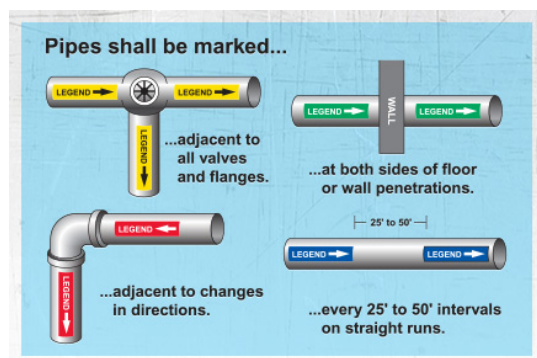 Pipes shall be marked...
LEGEND
LEGEND
LEGEND
...adjacent to
all valves
and flanges.
LEGEND
WALL
LEGEND
...at both sides of floor
or wall penetrations.
LEGEND
LEGEND
...adjacent to changes
in directions.
25' to 50'
LEGEND
LEGEND
...every 25' to 50' intervals
on straight runs.